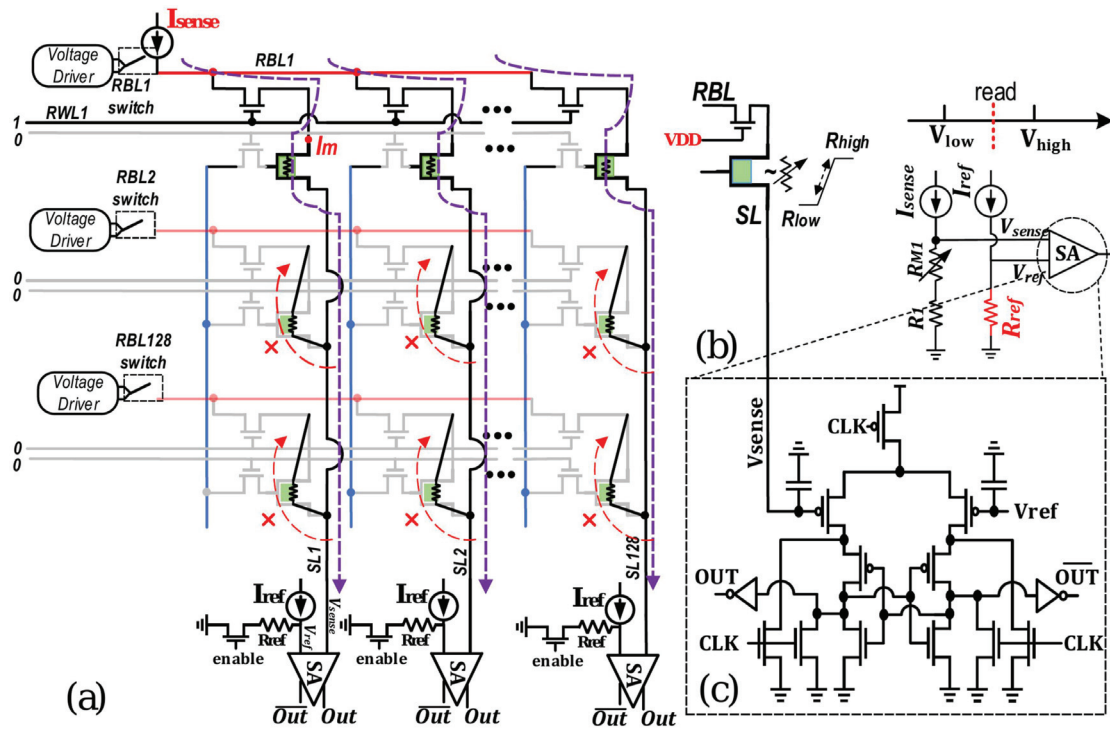 Isense
Voltage
Driver
RBL1
RBL1
switch
1
RWL1
0
Im
RBL2
switch
Voltage
Driver
0
0
RBL128
switch
Voltage
Driver
0
0
SL1
SL2
SL128
Iref
Iref
Iref
Rref
Rref
Rref
Vref
Vsense
enable
enable
enable
SA
SA
SA
Out
Out
Out
Out
Out
Out
(a)
RBL
VDD
SL
~
Rhigh
Rlow
read
Vlow
Vhigh
Isense
Iref
Vsense
RM1
SA
Vref
R1
Rref
(b)
Vsense
CLK
Vref
OUT
OUT
CLK
CLK
(c)